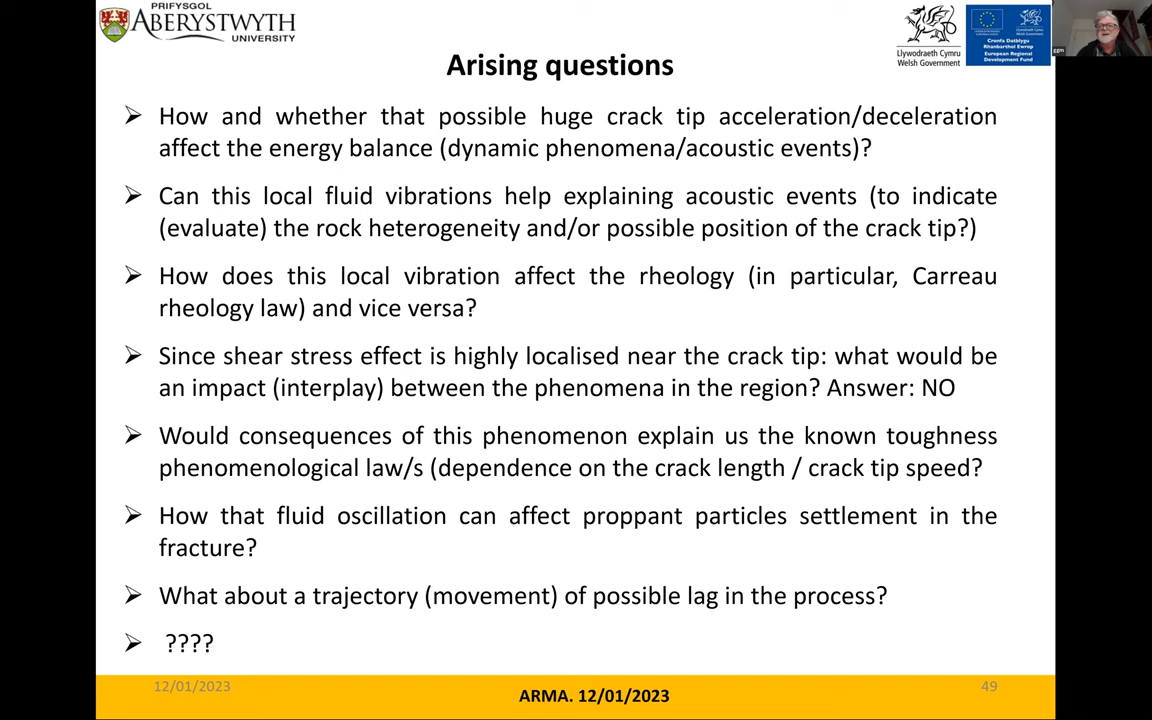 PRIFYSGOL
ABERYSTWYTH
UNIVERSITY
Llywodraeth Cymru
Welsh Government
Cronfa Datblygu
Rhanbarthol Ewrop
European Regional
Development Fund
Llywodraeth Cymru
Welsh Government
egm
Arising questions
How and whether that possible huge crack tip acceleration/deceleration
affect the energy balance (dynamic phenomena/acoustic events)?
Can this local fluid vibrations help explaining acoustic events (to indicate
(evaluate) the rock heterogeneity and/or possible position of the crack tip?)
How does this local vibration affect the rheology (in particular, Carreau
rheology law) and vice versa?
Since shear stress effect is highly localised near the crack tip: what would be
an impact (interplay) between the phenomena in the region? Answer: NO
Would consequences of this phenomenon explain us the known toughness
phenomenological law/s (dependence on the crack length / crack tip speed?
How that fluid oscillation can affect proppant particles settlement in the
fracture?
What about a trajectory (movement) of possible lag in the process?
????
12/01/2023
ARMA. 12/01/2023
49